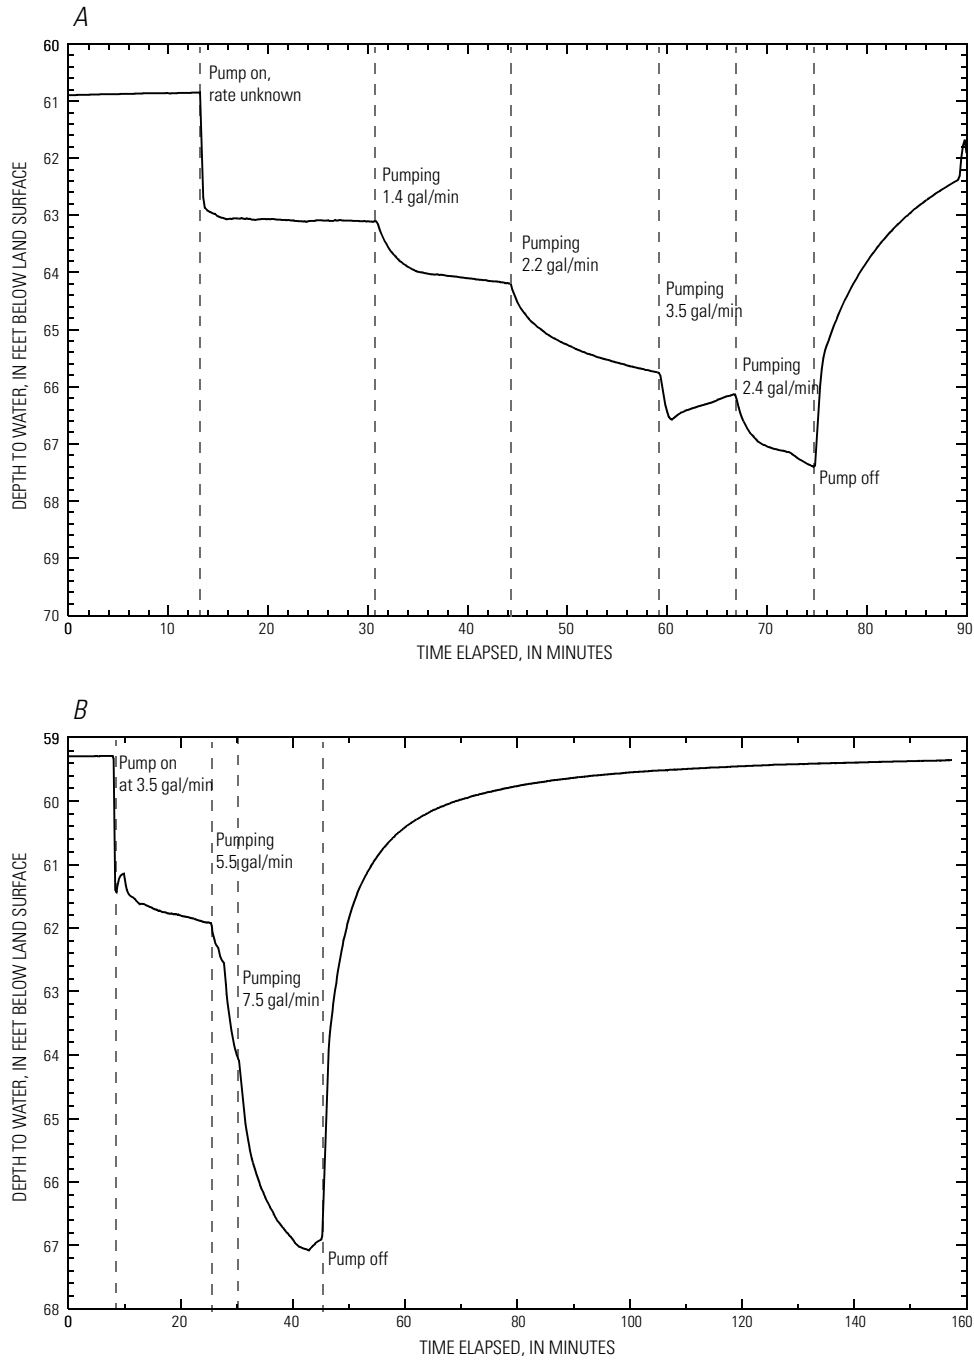 A
60
61
62
63
64
65
66
67
68
69
70
DEPTH TO WATER, IN FEET BELOW LAND SURFACE
Pump on,
rate unknown
Pumping
1.4 gal/min
Pumping
2.2 gal/min
Pumping
3.5 gal/min
Pumping
2.4 gal/min
Pump off
0 10 20 30 40 50 60 70 80 90
TIME ELAPSED, IN MINUTES
B
59
60
61
62
63
64
65
66
67
68
DEPTH TO WATER, IN FEET BELOW LAND SURFACE
Pump on
at 3.5 gal/min
Pumping
5.5 gal/min
Pumping
7.5 gal/min
Pump off
0 20 40 60 80 100 120 140 160
TIME ELAPSED, IN MINUTES